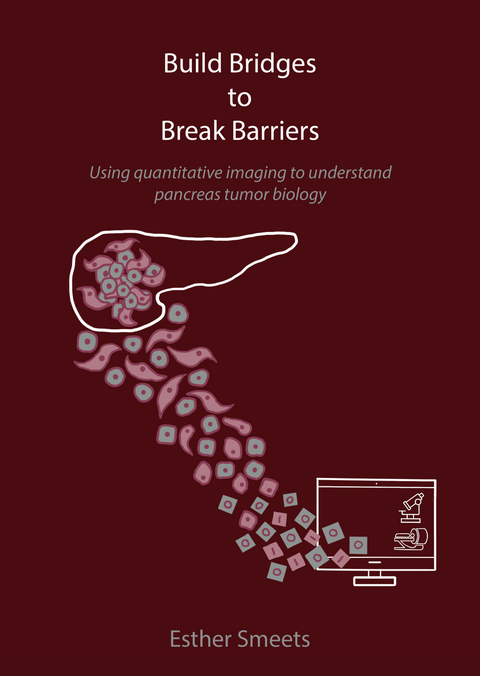 Build Bridges
to
Break Barriers
Using quantitative imaging to understand
pancreas tumor biology
Esther Smeets